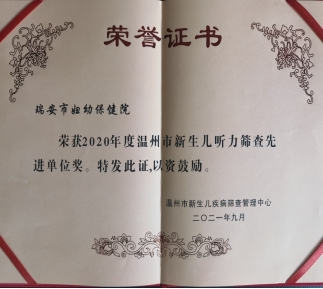 荣誉证书
瑞安市妇幼保健院
荣获2020年度温州市新生儿听力筛查先
进单位奖。特发此证,以资鼓励。
温州市新生儿疾病筛查管理中心
二〇二一年九月